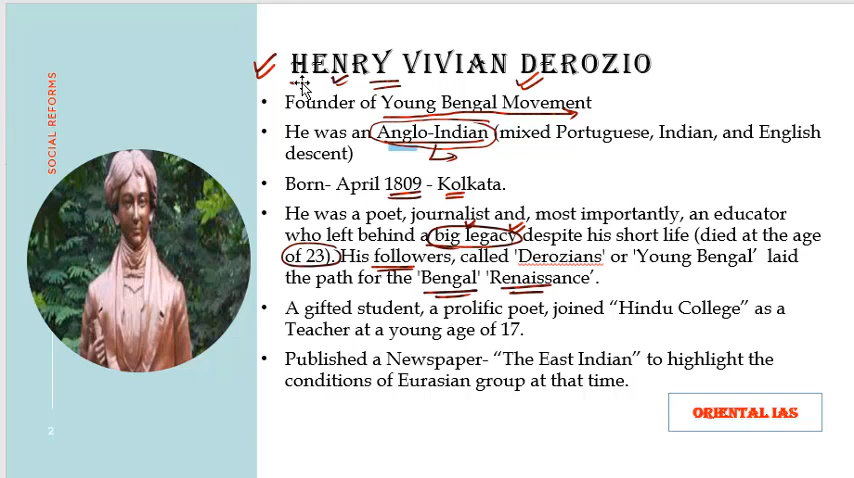 SOCIAL REFORMS
HENRY VIVIAN DEROZIO
• Founder of Young Bengal Movement
• He was an Anglo-Indian (mixed Portuguese, Indian, and English
descent)
• Born- April 1809 - Kolkata.
• He was a poet, journalist and, most importantly, an educator
who left behind a big legacy despite his short life (died at the age
of 23). His followers, called 'Derozians' or 'Young Bengal’ laid
the path for the 'Bengal' 'Renaissance’.
• A gifted student, a prolific poet, joined “Hindu College” as a
Teacher at a young age of 17.
• Published a Newspaper- “The East Indian” to highlight the
conditions of Eurasian group at that time.
ORIENTAL IAS
2